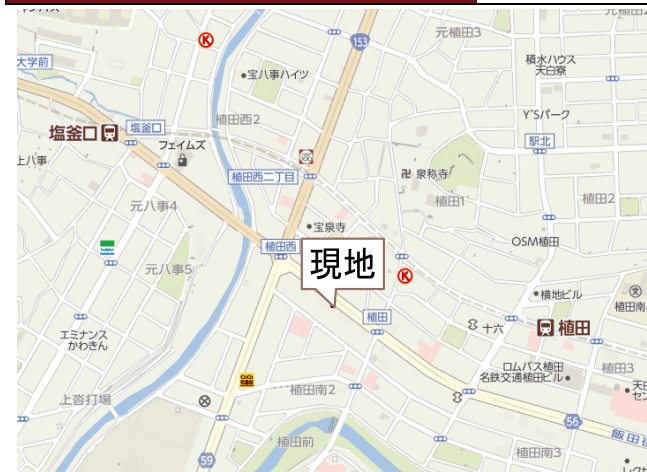 元植田3
153
積水ハウス
天白寮
大学前
宝八事ハイツ
植田西2
Y'Sパーク
塩釜口
塩釜口
フェイムズ
駅北
上八事
植田西二丁目
泉称寺
元八事4
植田1
植田2
宝泉寺
OSM植田
植田西
現地
元八事5
横地ビル
植田
十六
植田
エミナンス
かわきん
ロムバス植田
名鉄交通植田ビル
植田3
上沓打場
植田南2
56
飯田街
植田前
59
植田南3